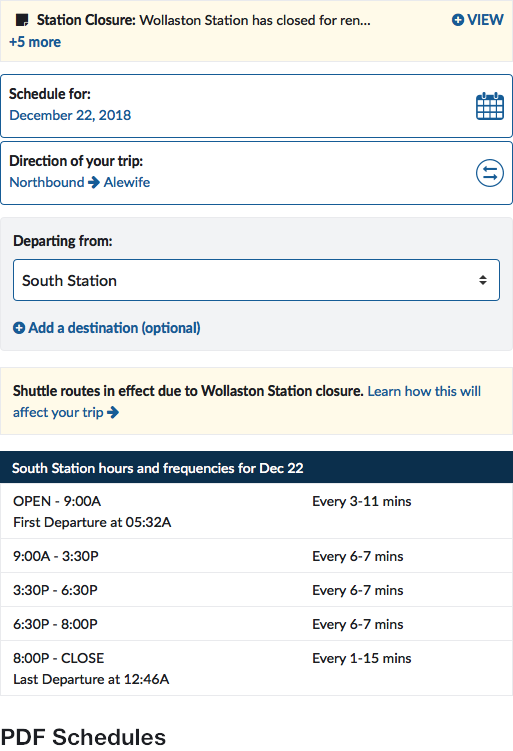 Station Closure: Wollaston Station has closed for ren...
VIEW
+5 more
Schedule for:
December 22, 2018
Direction of your trip:
Northbound → Alewife
Departing from:
South Station
Add a destination (optional)
Shuttle routes in effect due to Wollaston Station closure. Learn how this will
affect your trip →
South Station hours and frequencies for Dec 22
OPEN - 9:00A Every 3-11 mins
First Departure at 05:32A
9:00A - 3:30P Every 6-7 mins
3:30P - 6:30P Every 6-7 mins
6:30P - 8:00P Every 6-7 mins
8:00P - CLOSE Every 1-15 mins
Last Departure at 12:46A
PDF Schedules